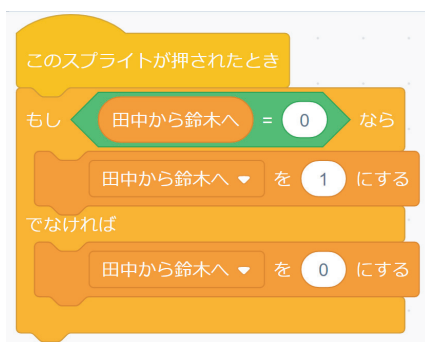 このスプライトが押されたとき
もし 田中から鈴木へ = 0 なら
田中から鈴木へ を 1 にする
でなければ
田中から鈴木へ を 0 にする